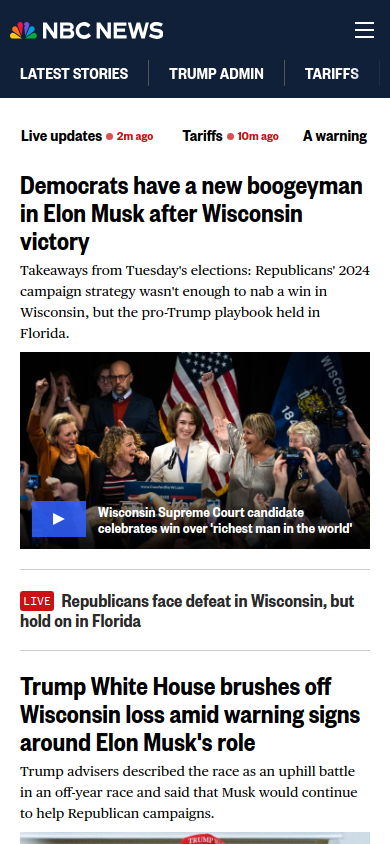 NBC NEWS
LATEST STORIES TRUMP ADMIN TARIFFS
Live updates 2m ago Tariffs 10m ago A warning
Democrats have a new boogeyman
in Elon Musk after Wisconsin
victory
Takeaways from Tuesday's elections: Republicans' 2024
campaign strategy wasn't enough to nab a win in
Wisconsin, but the pro-Trump playbook held in
Florida.
WISCON
Wisconsin Supreme Court candidate
celebrates win over 'richest man in the world'
LIVE Republicans face defeat in Wisconsin, but
hold on in Florida
Trump White House brushes off
Wisconsin loss amid warning signs
around Elon Musk's role
Trump advisers described the race as an uphill battle
in an off-year race and said that Musk would continue
to help Republican campaigns.
TRUMP